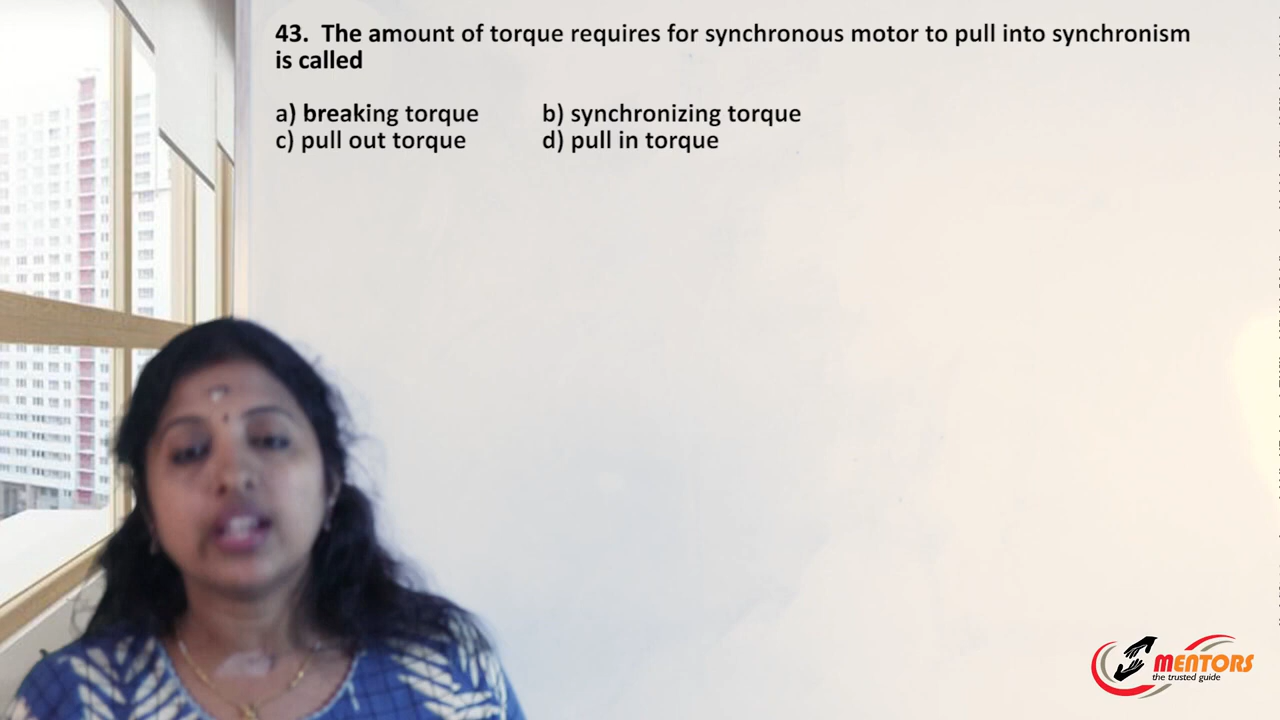 43. The amount of torque requires for synchronous motor to pull into synchronism
is called
a) breaking torque b) synchronizing torque
c) pull out torque d) pull in torque
MENTORS
the trusted guide